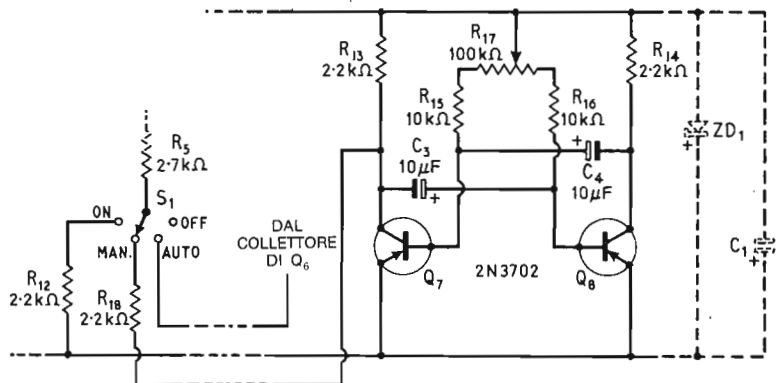 R13
2·2kΩ
R17
100kΩ
R14
2·2kΩ
R15
10kΩ
R16
10kΩ
C3
10μF
+
+
C4
10μF
ZD1
+
C1
+
R5
2·7kΩ
S1
ON
OFF
MAN.
AUTO
DAL
COLLETTORE
DI Q6
R12
2·2kΩ
R18
2·2kΩ
Q7
2N3702
Q8